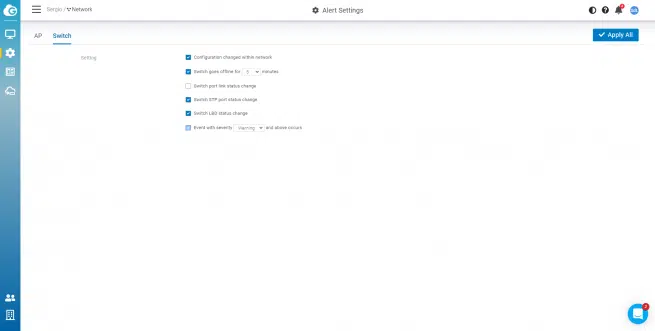 Sergio / Network
Alert Settings
AP
Switch
Apply All
Setting
Configuration changed within network
Switch goes offline for 5 minutes
Switch port link status change
Switch STP port status change
Switch LBD status change
Event with severity Warning and above occurs